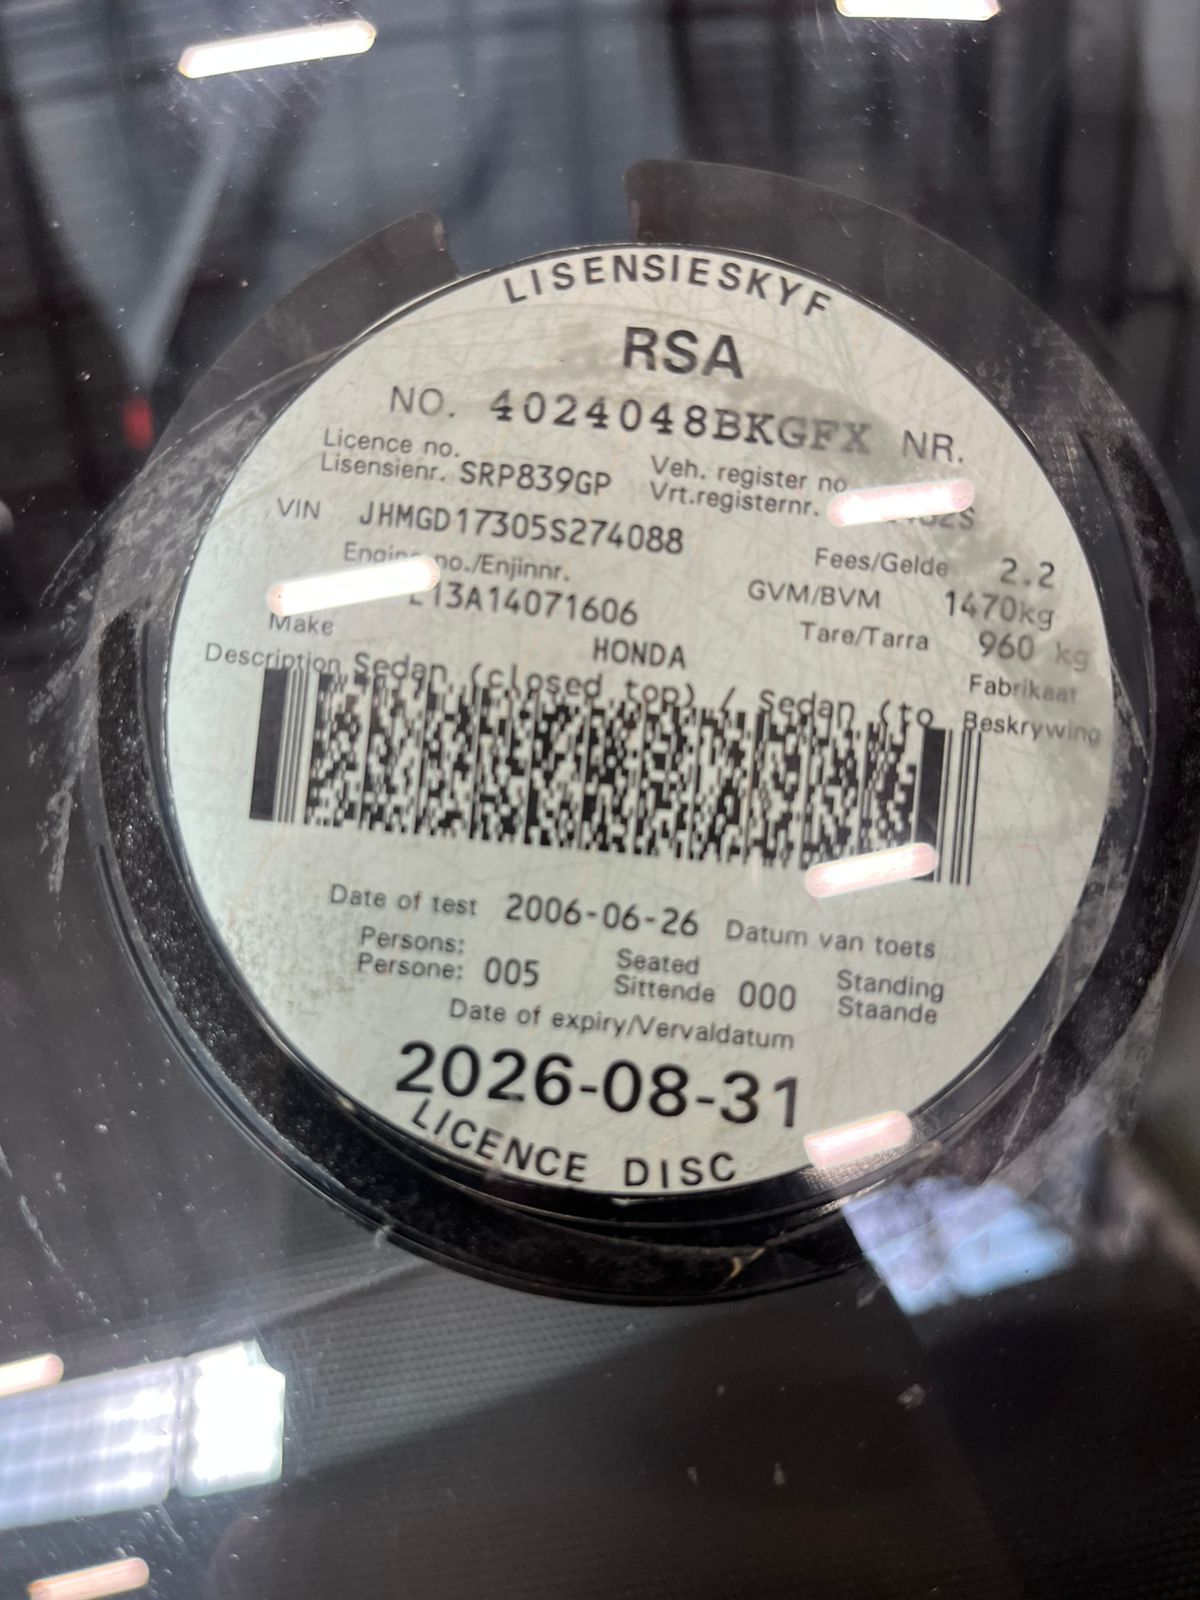 LISENSIESKYF
RSA
NO. 4024048BKGFX NR.
Licence no.
Lisensienr. SRP839GP
Veh. register no
Vrt.registernr.
VIN JHMGD17305S274088
Fees/Gelde 2.2
Engine no./Enjinnr.
L13A14071606
GVM/BVM 1470kg
Tare/Tarra 960 kg
Make HONDA Fabrikaat
Description Sedan (closed top) / Sedan (to Beskrywing
Date of test 2006-06-26 Datum van toets
Persons:
Persone: 005
Seated
Sittende 000
Standing
Staande
Date of expiry/Vervaldatum
2026-08-31
LICENCE DISC